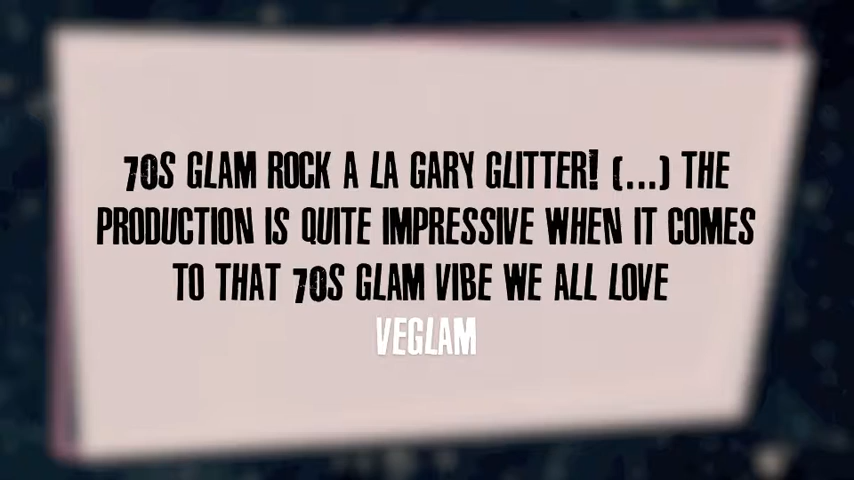 70S GLAM ROCK A LA GARY GLITTER! (...) THE
PRODUCTION IS QUITE IMPRESSIVE WHEN IT COMES
TO THAT 70S GLAM VIBE WE ALL LOVE
VEGLAM